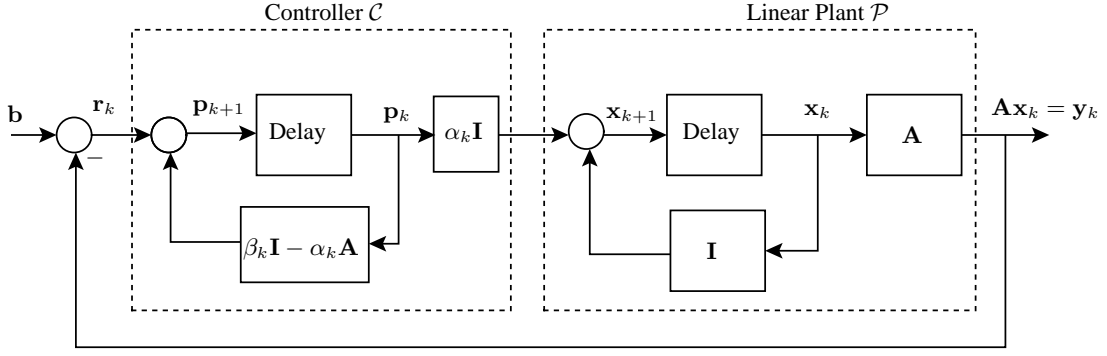 Controller 𝒞
Linear Plant 𝒫
b
r_k
p_{k+1}
Delay
p_k
α_k I
x_{k+1}
Delay
x_k
A
Ax_k = y_k
−
β_k I − α_k A
I